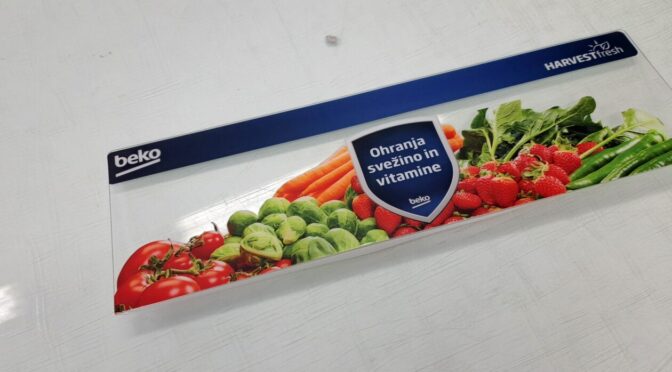 beko
HARVESTfresh
Ohranja
svežino in
vitamine
beko